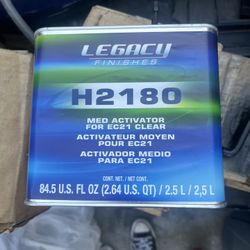 LEGACY
FINISHES
H2180
MED ACTIVATOR
FOR EC21 CLEAR
ACTIVATEUR MOYEN
POUR EC21
ACTIVADOR MEDIO
PARA EC21
CONT. NET. / NET CONT.
84.5 U.S. FL OZ (2.64 U.S. QT) / 2.5 L / 2,5 L